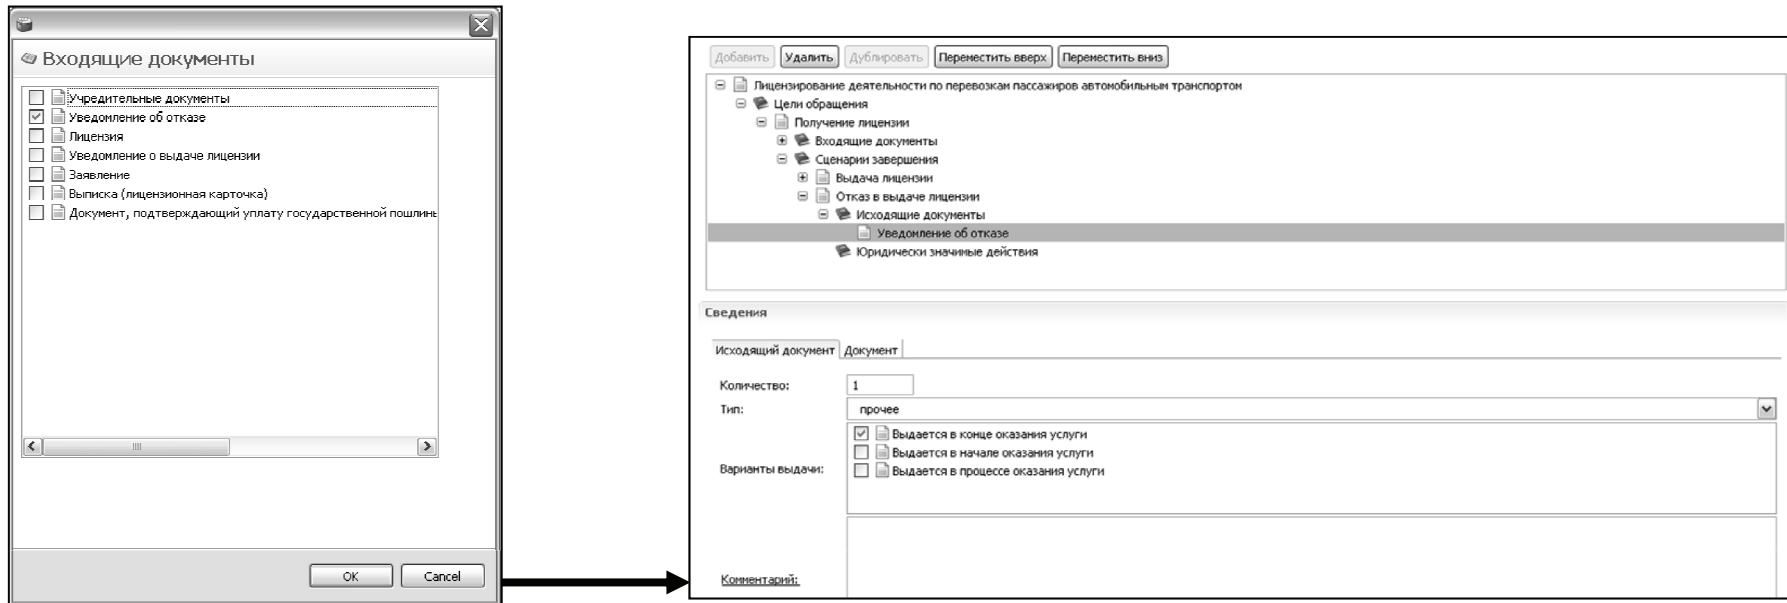 Входящие документы
Учредительные документы
Уведомление об отказе
Лицензия
Уведомление о выдаче лицензии
Заявление
Выписка (лицензионная карточка)
Документ, подтверждающий уплату государственной пошлины
OK
Cancel
Добавить Удалить Дублировать Переместить вверх Переместить вниз
Лицензирование деятельности по перевозкам пассажиров автомобильным транспортом
Цели обращения
Получение лицензии
Входящие документы
Сценарии завершения
Выдача лицензии
Отказ в выдаче лицензии
Исходящие документы
Уведомление об отказе
Юридически значимые действия
Сведения
Исходящий документ Документ
Количество: 1
Тип: прочее
Выдается в конце оказания услуги
Выдается в начале оказания услуги
Варианты выдачи: Выдается в процессе оказания услуги
Комментарий: